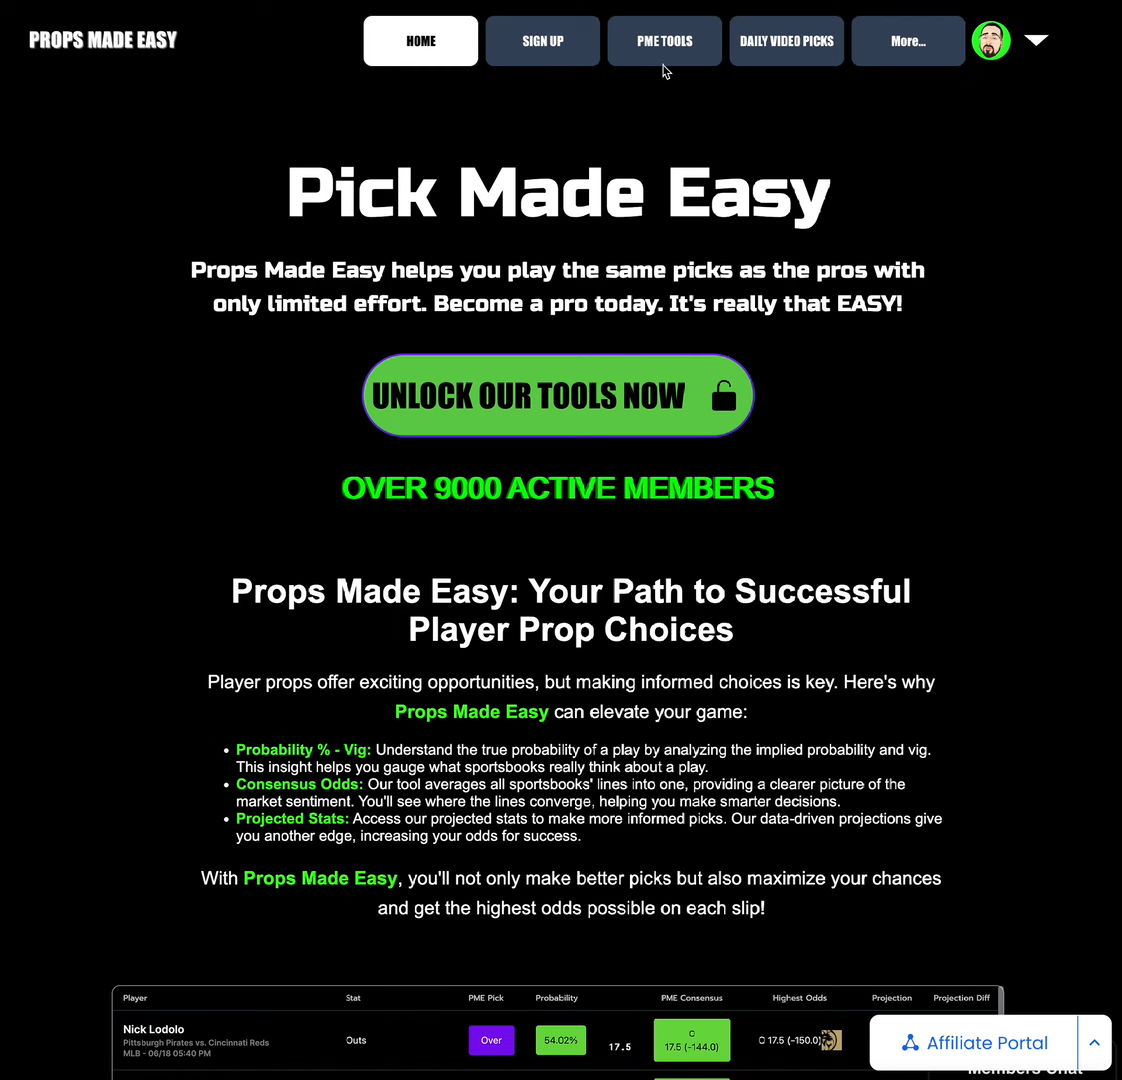 PROPS MADE EASY
HOME
SIGN UP
PME TOOLS
DAILY VIDEO PICKS
More...
Pick Made Easy
Props Made Easy helps you play the same picks as the pros with
only limited effort. Become a pro today. It's really that EASY!
UNLOCK OUR TOOLS NOW
OVER 9000 ACTIVE MEMBERS
Props Made Easy: Your Path to Successful
Player Prop Choices
Player props offer exciting opportunities, but making informed choices is key. Here's why
Props Made Easy can elevate your game:
• Probability % - Vig: Understand the true probability of a play by analyzing the implied probability and vig.
This insight helps you gauge what sportsbooks really think about a play.
• Consensus Odds: Our tool averages all sportsbooks' lines into one, providing a clearer picture of the
market sentiment. You'll see where the lines converge, helping you make smarter decisions.
• Projected Stats: Access our projected stats to make more informed picks. Our data-driven projections give
you another edge, increasing your odds for success.
With Props Made Easy, you'll not only make better picks but also maximize your chances
and get the highest odds possible on each slip!
Player Stat PME Pick Probability PME Consensus Highest Odds Projection Projection Diff
Nick Lodolo
Pittsburgh Pirates vs. Cincinnati Reds
MLB - 06/18 05:40 PM
Outs
Over
54.02%
17.5
O
17.5 (-144.0)
O 17.5 (-150.0)
Affiliate Portal
Members Chat